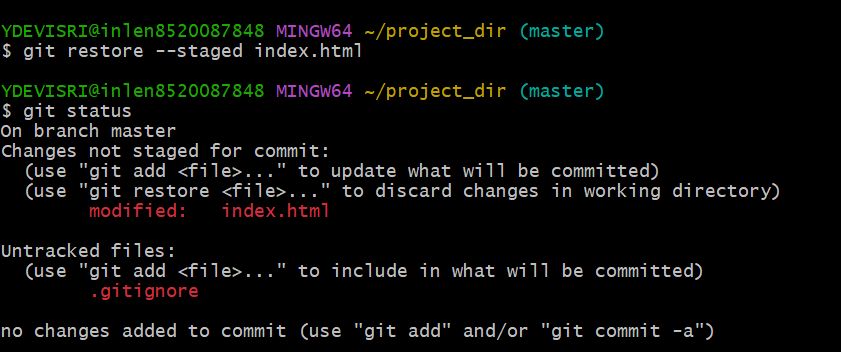 YDEVISRI@inlen8520087848 MINGW64 ~/project_dir (master)
$ git restore --staged index.html
YDEVISRI@inlen8520087848 MINGW64 ~/project_dir (master)
$ git status
On branch master
Changes not staged for commit:
  (use "git add <file>..." to update what will be committed)
  (use "git restore <file>..." to discard changes in working directory)
        modified:   index.html
Untracked files:
  (use "git add <file>..." to include in what will be committed)
        .gitignore
no changes added to commit (use "git add" and/or "git commit -a")